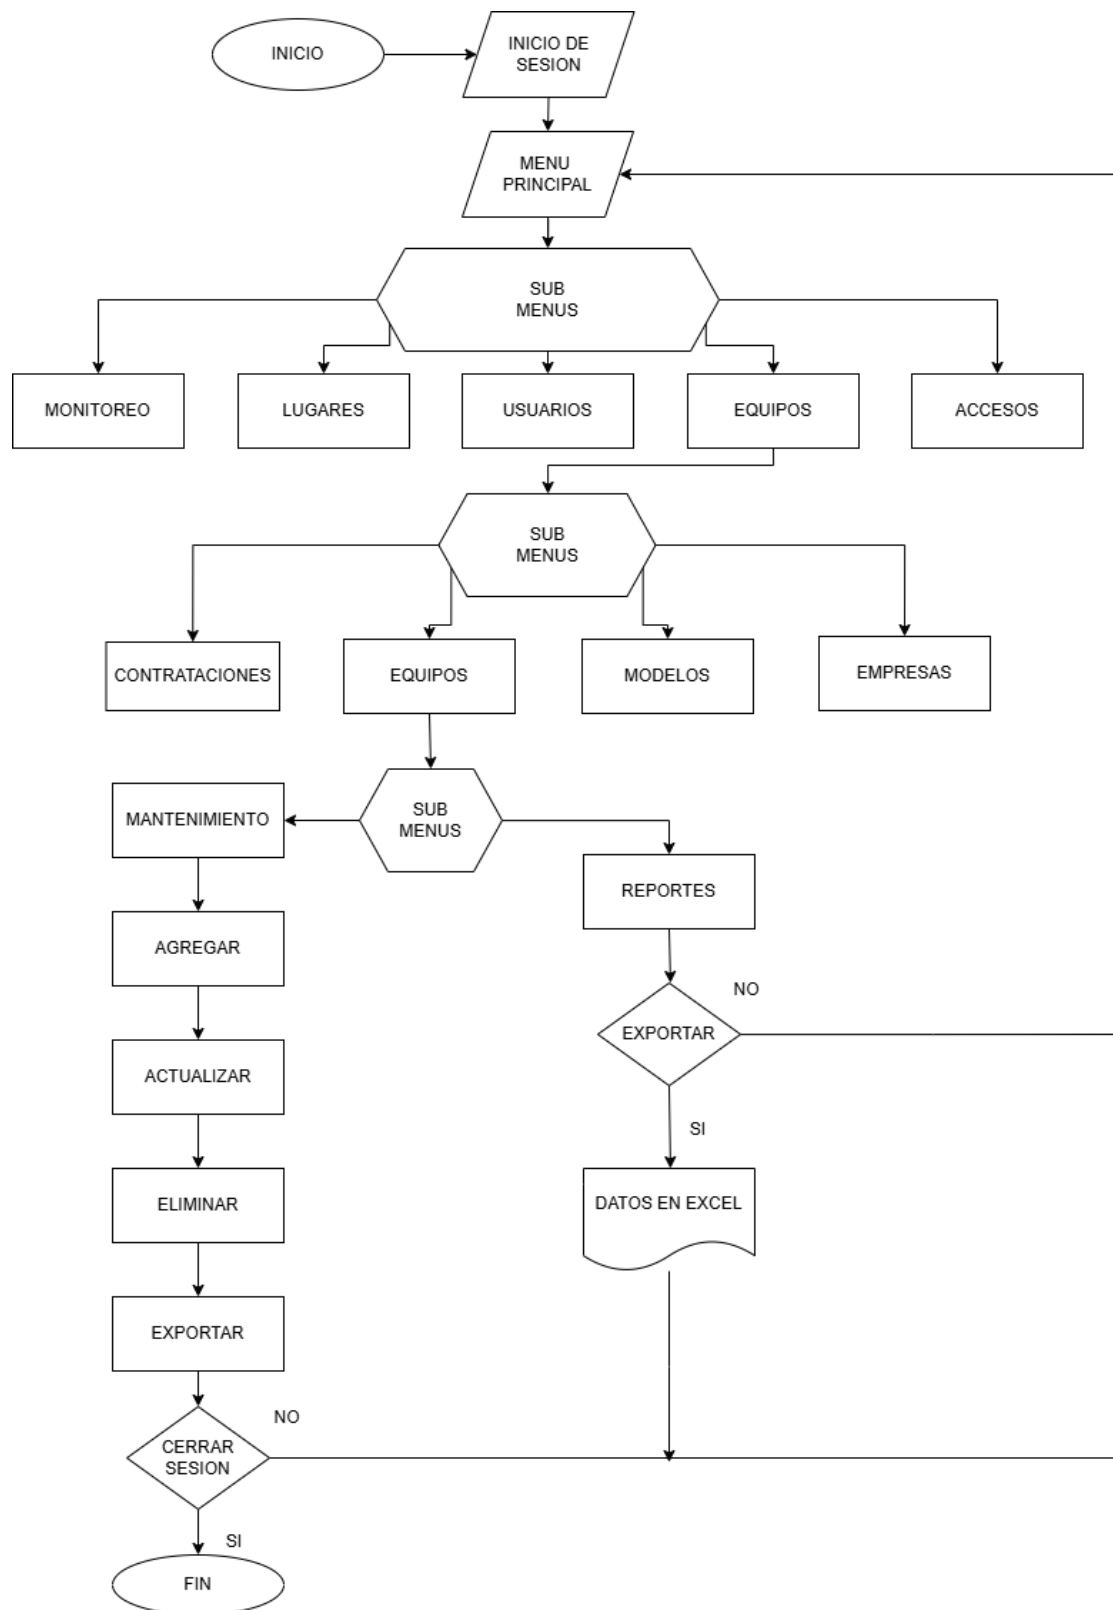 INICIO
INICIO DE
SESION
MENU
PRINCIPAL
SUB
MENUS
MONITOREO
LUGARES
USUARIOS
EQUIPOS
ACCESOS
SUB
MENUS
CONTRATACIONES
EQUIPOS
MODELOS
EMPRESAS
SUB
MENUS
MANTENIMIENTO
REPORTES
AGREGAR
NO
EXPORTAR
ACTUALIZAR
SI
ELIMINAR
DATOS EN EXCEL
EXPORTAR
NO
CERRAR
SESION
SI
FIN